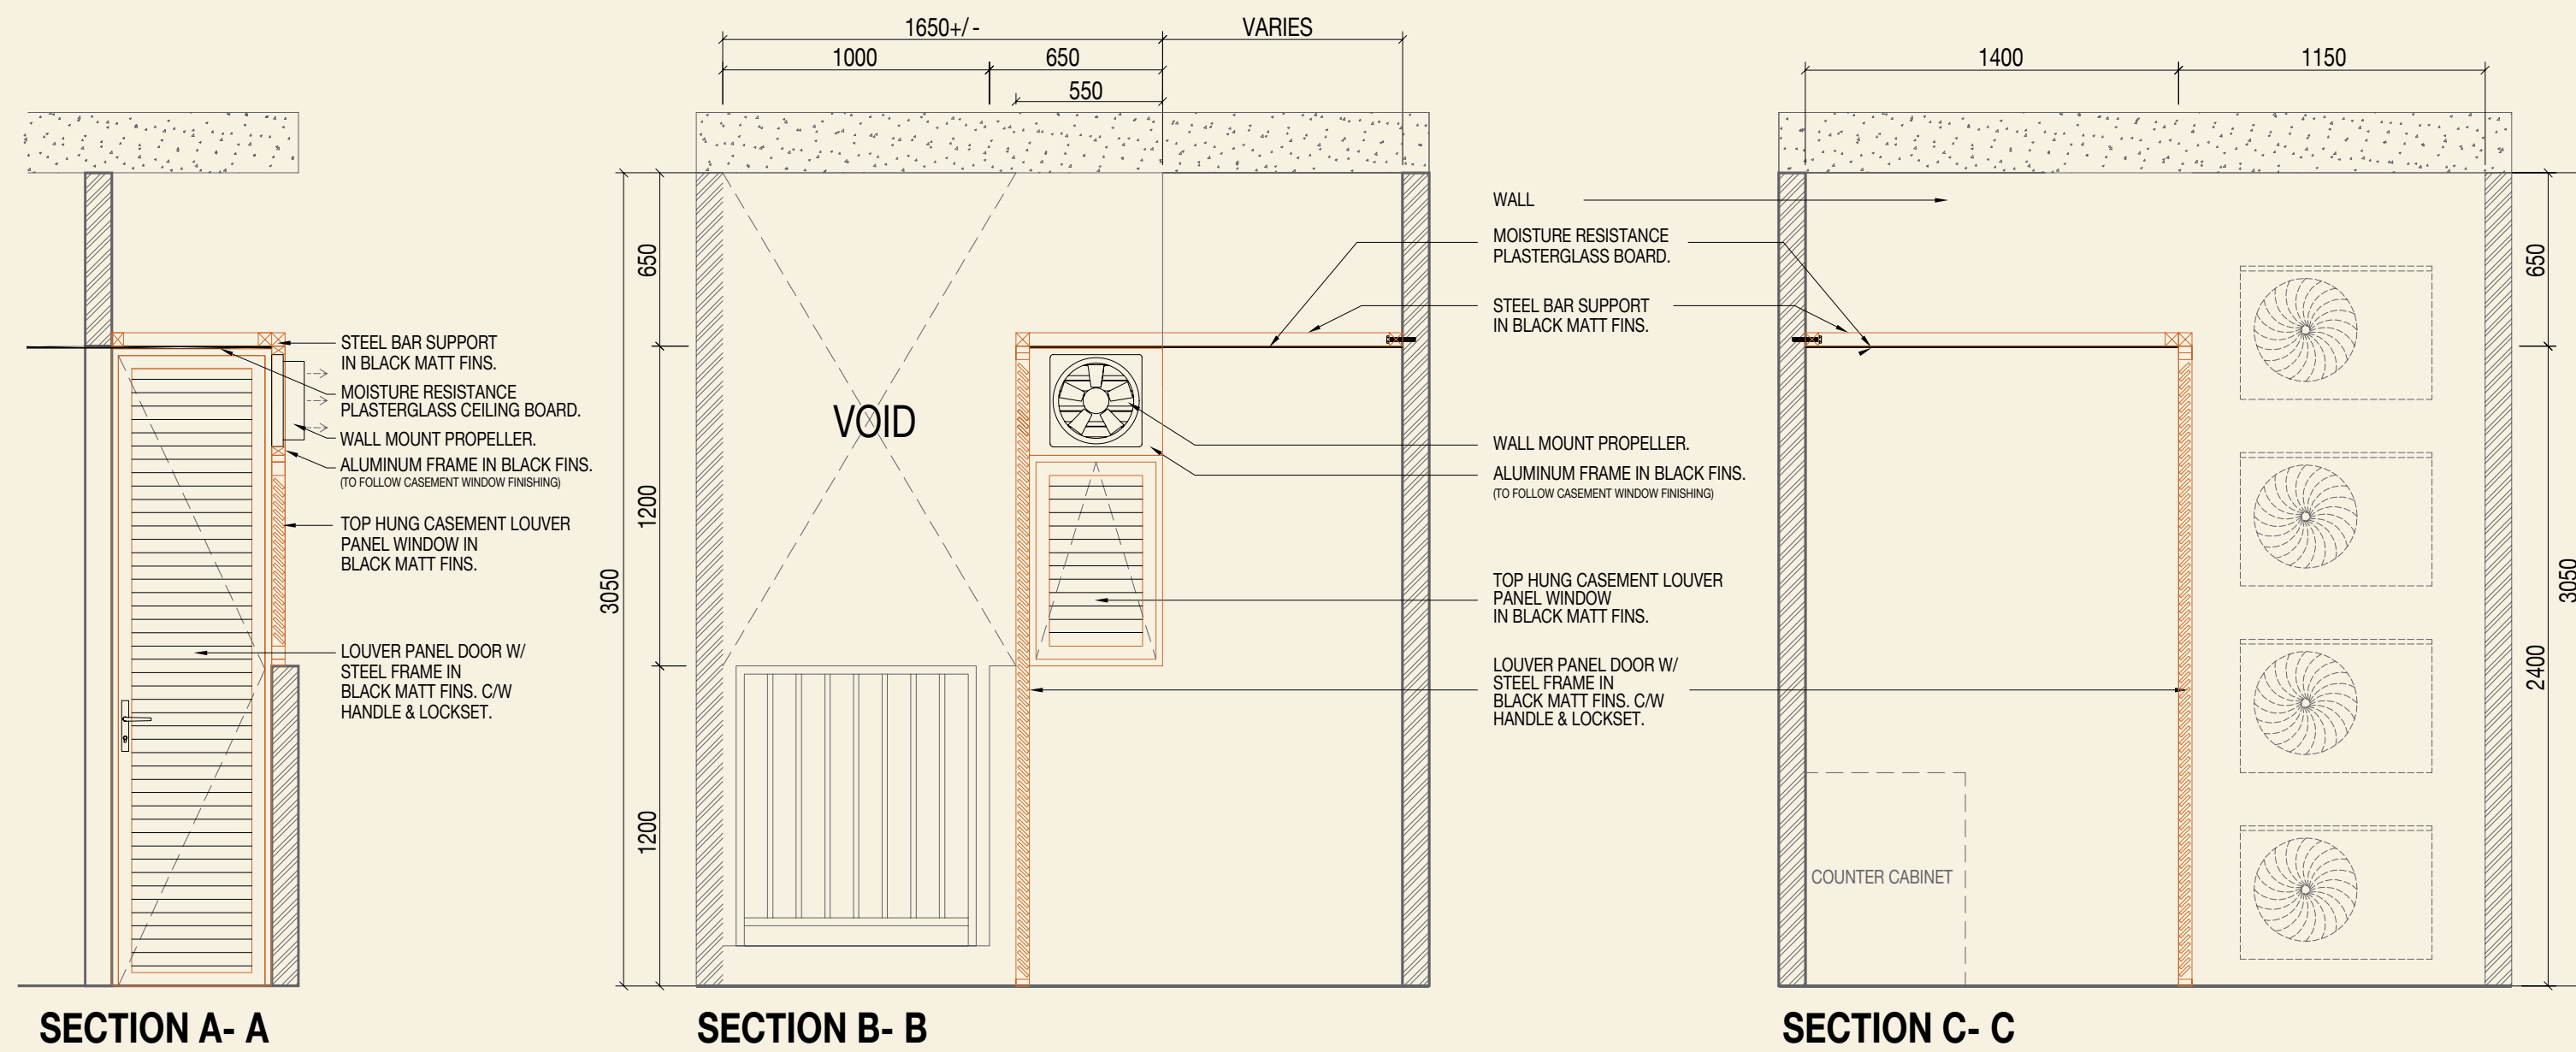 STEEL BAR SUPPORT
IN BLACK MATT FINS.
MOISTURE RESISTANCE
PLASTERGLASS CEILING BOARD.
WALL MOUNT PROPELLER.
ALUMINUM FRAME IN BLACK FINS.
(TO FOLLOW CASEMENT WINDOW FINISHING)
TOP HUNG CASEMENT LOUVER
PANEL WINDOW IN
BLACK MATT FINS.
LOUVER PANEL DOOR W/
STEEL FRAME IN
BLACK MATT FINS. C/W
HANDLE & LOCKSET.
SECTION A- A
1650+/ -
VARIES
1000
650
550
650
1200
3050
1200
VOID
SECTION B- B
WALL
MOISTURE RESISTANCE
PLASTERGLASS BOARD.
STEEL BAR SUPPORT
IN BLACK MATT FINS.
WALL MOUNT PROPELLER.
ALUMINUM FRAME IN BLACK FINS.
(TO FOLLOW CASEMENT WINDOW FINISHING)
TOP HUNG CASEMENT LOUVER
PANEL WINDOW
IN BLACK MATT FINS.
LOUVER PANEL DOOR W/
STEEL FRAME IN
BLACK MATT FINS. C/W
HANDLE & LOCKSET.
1400
1150
650
3050
2400
COUNTER CABINET
SECTION C- C